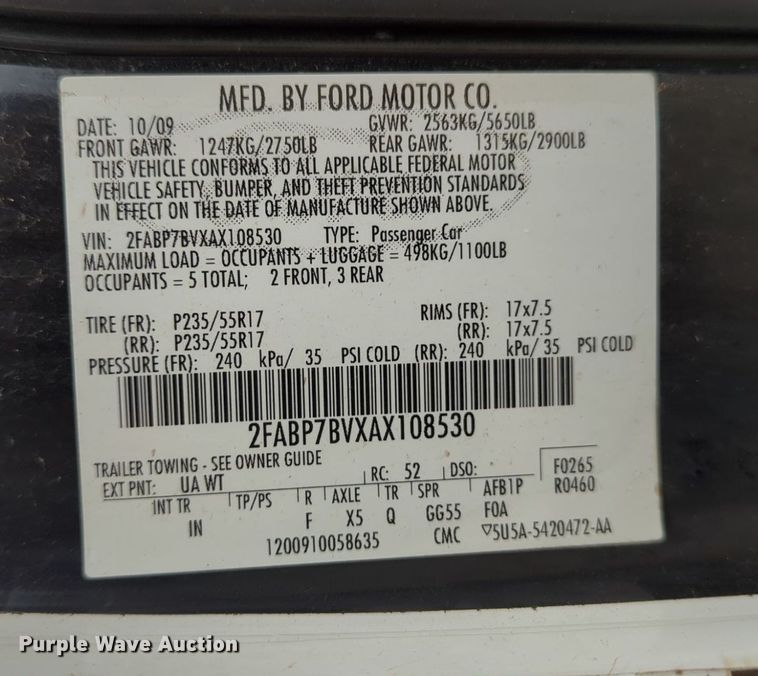 MFD. BY FORD MOTOR CO.
DATE: 10/09 GVWR: 2563KG/5650LB
FRONT GAWR: 1247KG/2750LB REAR GAWR: 1315KG/2900LB
THIS VEHICLE CONFORMS TO ALL APPLICABLE FEDERAL MOTOR
VEHICLE SAFETY, BUMPER, AND THEFT PREVENTION STANDARDS
IN EFFECT ON THE DATE OF MANUFACTURE SHOWN ABOVE.
VIN: 2FABP7BVXAX108530 TYPE: Passenger Car
MAXIMUM LOAD = OCCUPANTS + LUGGAGE = 498KG/1100LB
OCCUPANTS = 5 TOTAL; 2 FRONT, 3 REAR
TIRE (FR): P235/55R17 RIMS (FR): 17x7.5
(RR): P235/55R17 (RR): 17x7.5
PRESSURE (FR): 240 kPa/ 35 PSI COLD (RR): 240 kPa/ 35 PSI COLD
2FABP7BVXAX108530
TRAILER TOWING - SEE OWNER GUIDE
EXT PNT: UA WT RC: 52 DSO: F0265
INT TR TP/PS R AXLE TR SPR AFB1P R0460
IN F X5 Q GG55 FOA
1200910058635 CMC ▽5U5A-5420472-AA
Purple Wave Auction